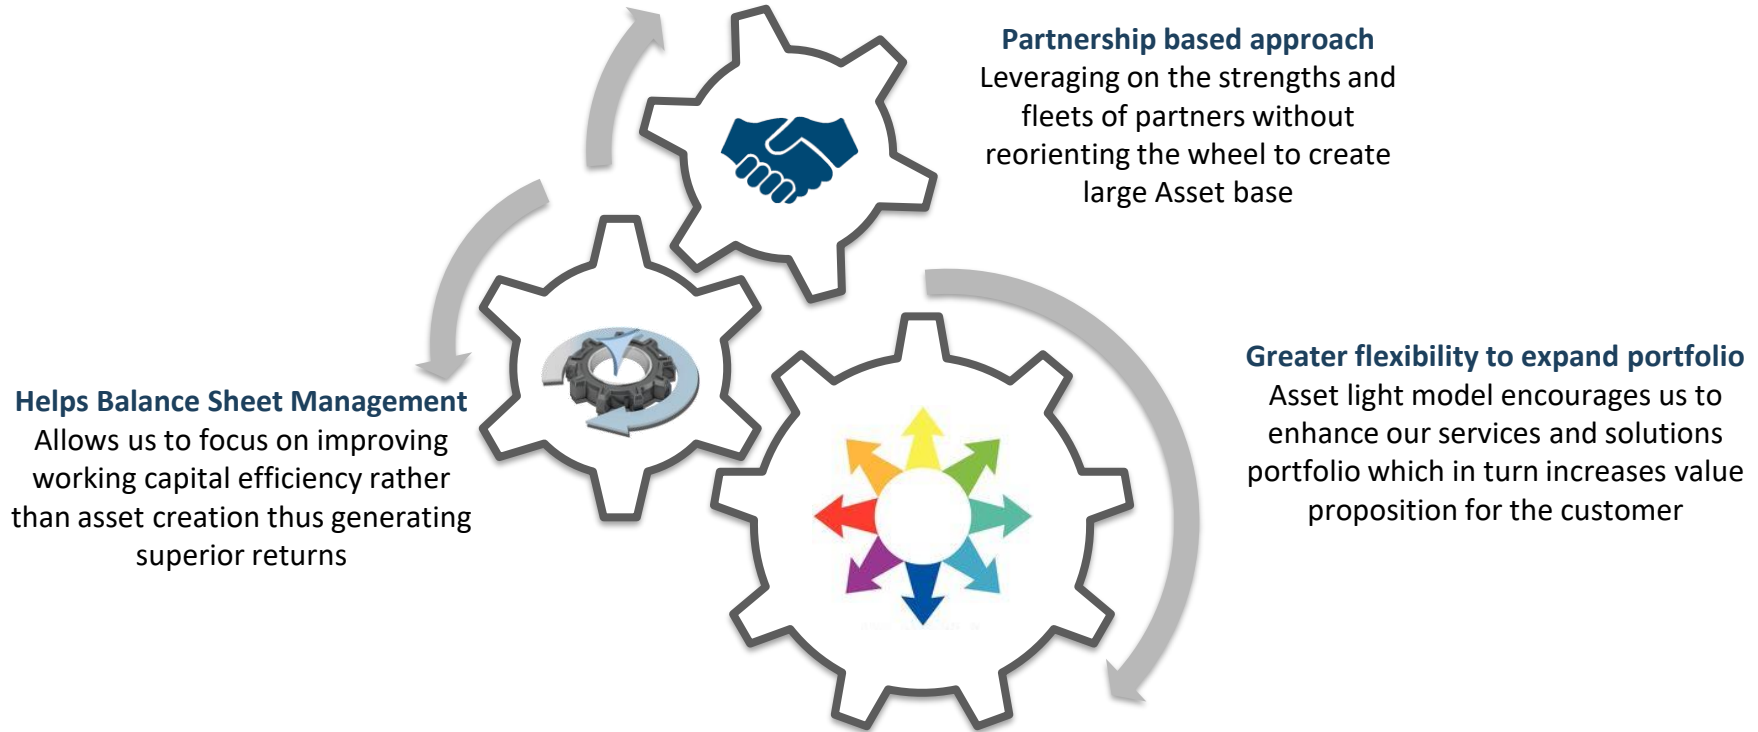 Partnership based approach
Leveraging on the strengths and
fleets of partners without
reorienting the wheel to create
large Asset base
Greater flexibility to expand portfolio
Asset light model encourages us to
enhance our services and solutions
portfolio which in turn increases value
proposition for the customer
Helps Balance Sheet Management
Allows us to focus on improving
working capital efficiency rather
than asset creation thus generating
superior returns